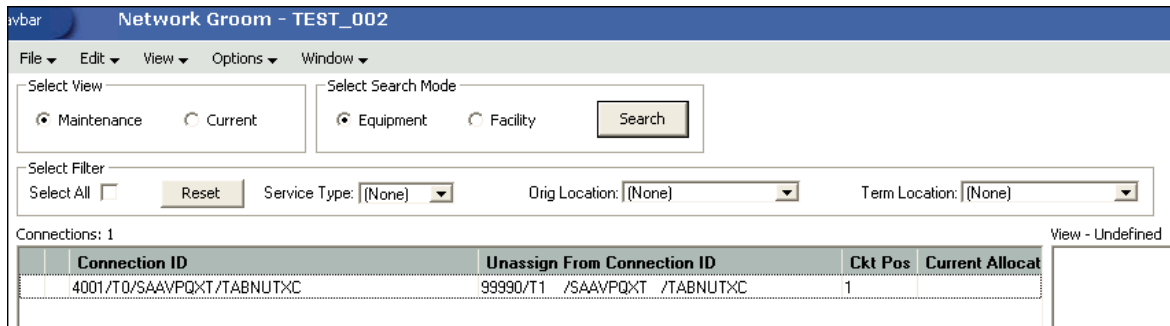 avbar Network Groom - TEST_002
File Edit View Options Window
Select View Select Search Mode
Maintenance Current Equipment Facility Search
Select Filter
Select All Reset Service Type: (None) Orig Location: (None) Term Location: (None)
Connections: 1 View - Undefined
Connection ID Unassign From Connection ID Ckt Pos Current Allocat
4001/T0/SAAVPQXT/TABNUTXC 99990/T1 /SAAVPQXT /TABNUTXC 1